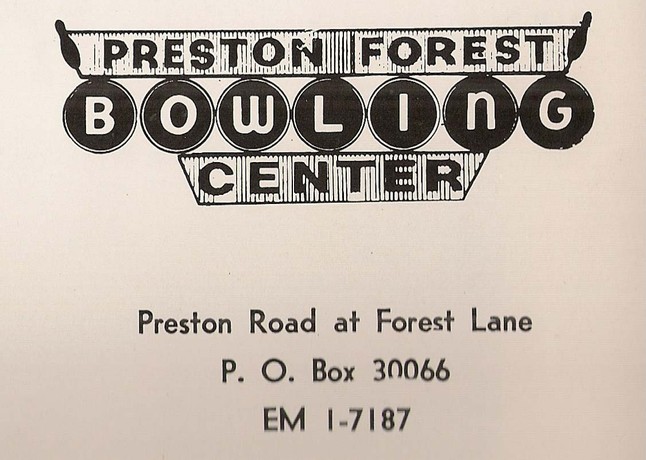 PRESTON FOREST
BOWLING
CENTER
Preston Road at Forest Lane
P. O. Box 30066
EM 1-7187